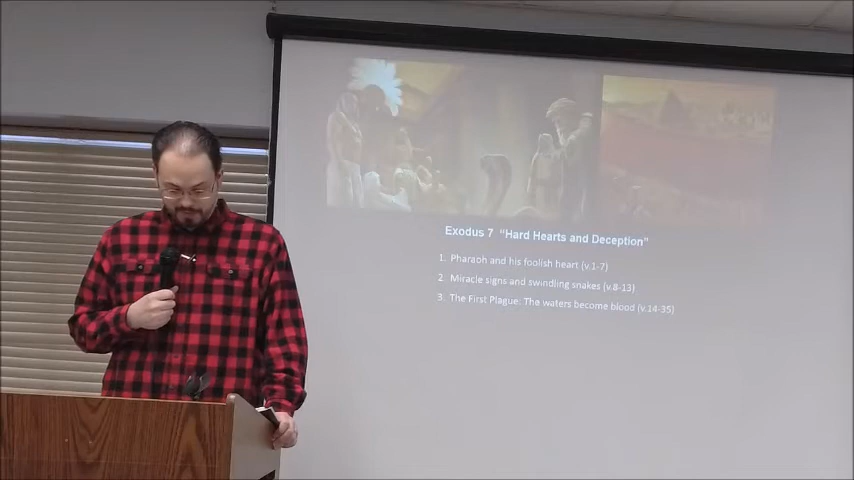 Exodus 7 "Hard Hearts and Deception"
1. Pharaoh and his foolish heart (v.1-7)
2. Miracle signs and swindling snakes (v.8-13)
3. The First Plague: The waters become blood (v.14-35)